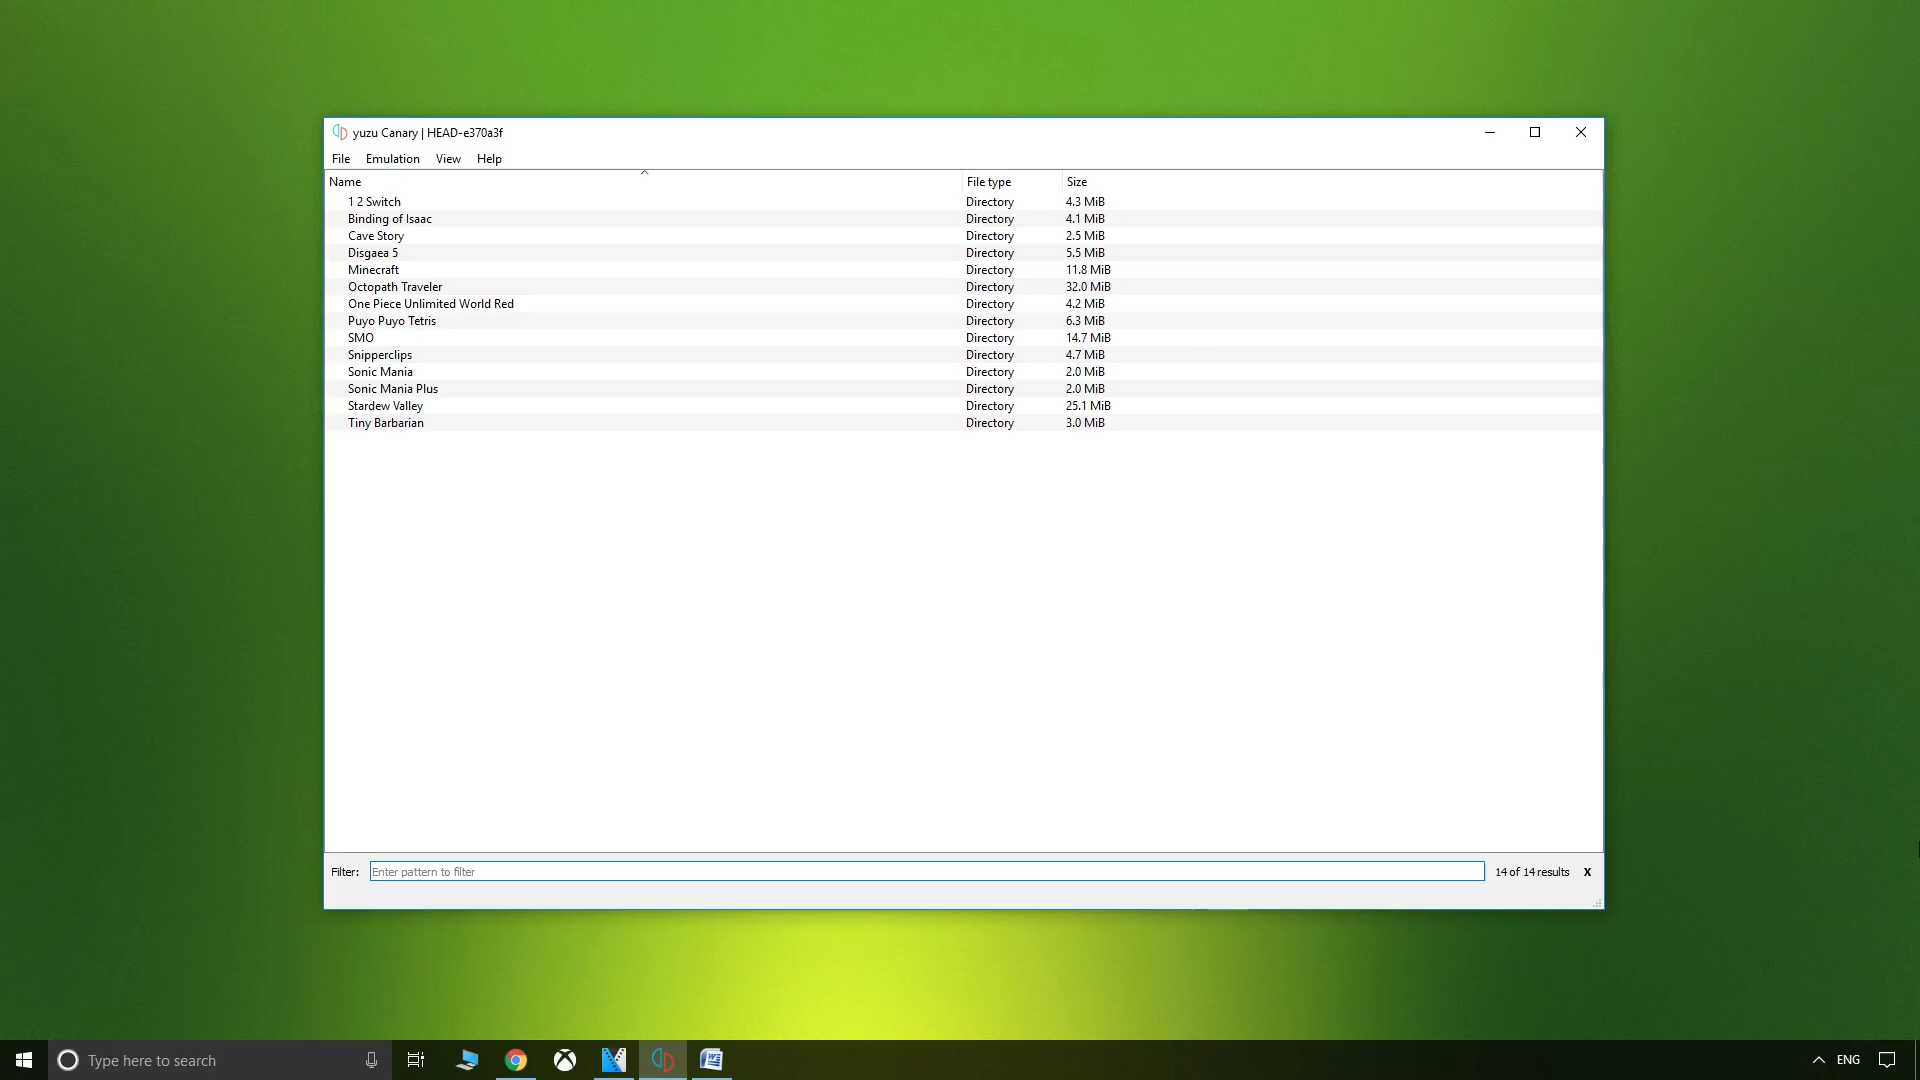 yuzu Canary | HEAD-e370a3f
File Emulation View Help
Name File type Size
1 2 Switch Directory 4.3 MiB
Binding of Isaac Directory 4.1 MiB
Cave Story Directory 2.5 MiB
Disgaea 5 Directory 5.5 MiB
Minecraft Directory 11.8 MiB
Octopath Traveler Directory 32.0 MiB
One Piece Unlimited World Red Directory 4.2 MiB
Puyo Puyo Tetris Directory 6.3 MiB
SMO Directory 14.7 MiB
Snipperclips Directory 4.7 MiB
Sonic Mania Directory 2.0 MiB
Sonic Mania Plus Directory 2.0 MiB
Stardew Valley Directory 25.1 MiB
Tiny Barbarian Directory 3.0 MiB
Filter: Enter pattern to filter 14 of 14 results X
Type here to search ENG